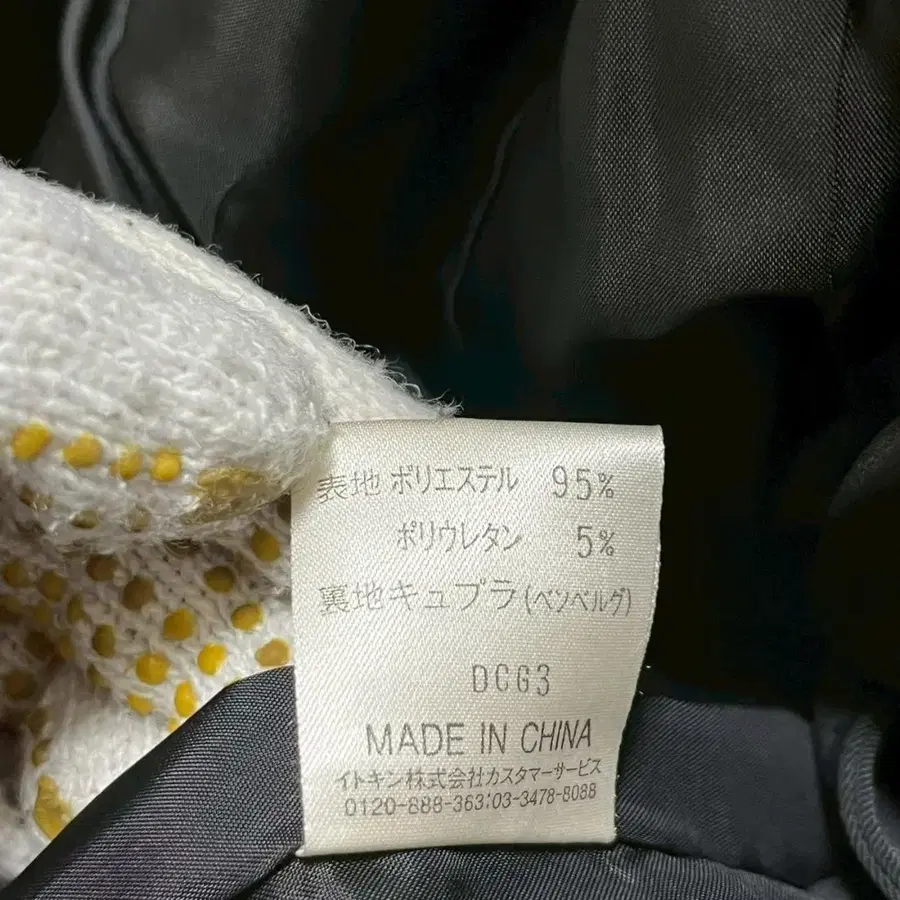 表地 ポリエステル 95%
ポリウレタン 5%
裏地キュプラ(ベンベルグ)
DCG3
MADE IN CHINA
イトキン株式会社カスタマーサービス
0120-888-363:03-3478-8088